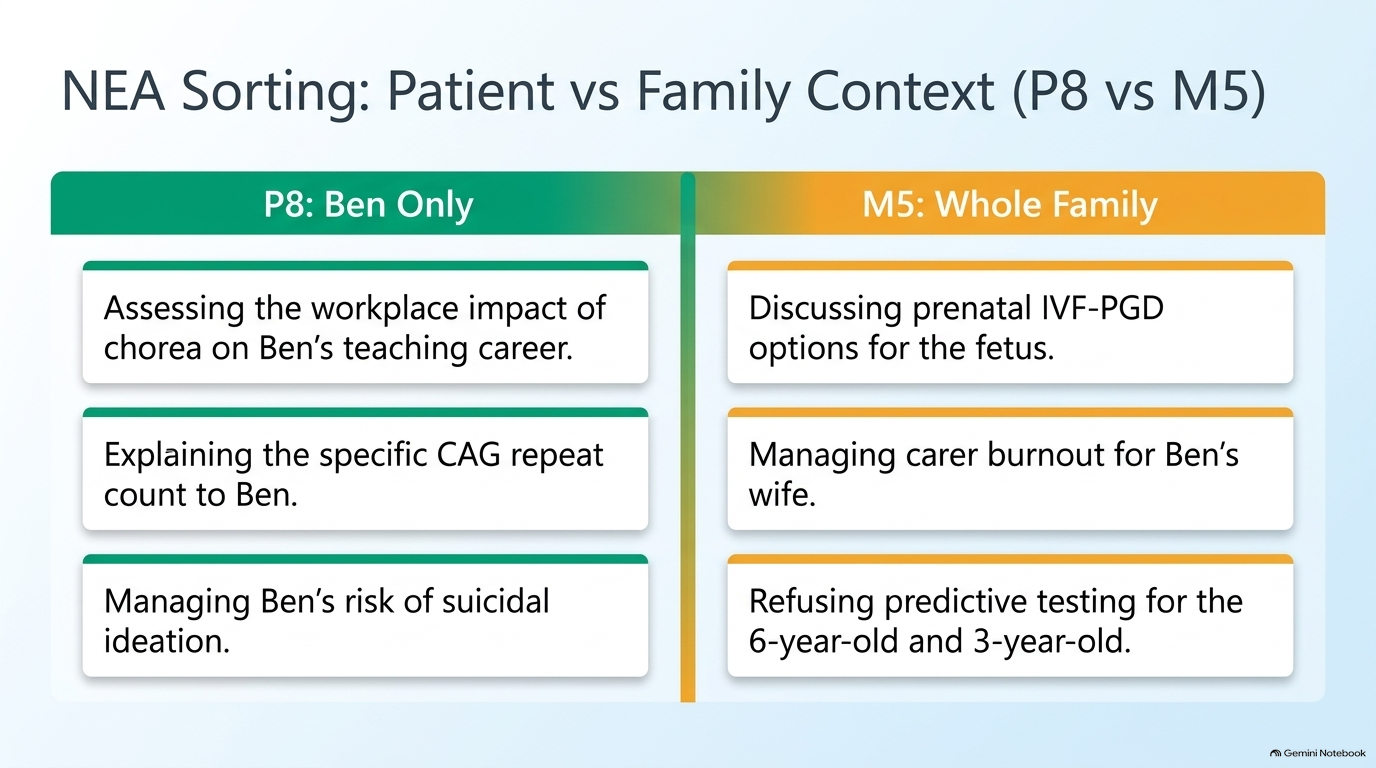 NEA Sorting: Patient vs Family Context (P8 vs M5)
P8: Ben Only
Assessing the workplace impact of
chorea on Ben’s teaching career.
Explaining the specific CAG repeat
count to Ben.
Managing Ben’s risk of suicidal
ideation.
M5: Whole Family
Discussing prenatal IVF-PGD
options for the fetus.
Managing carer burnout for Ben’s
wife.
Refusing predictive testing for the
6-year-old and 3-year-old.
Gemini Notebook